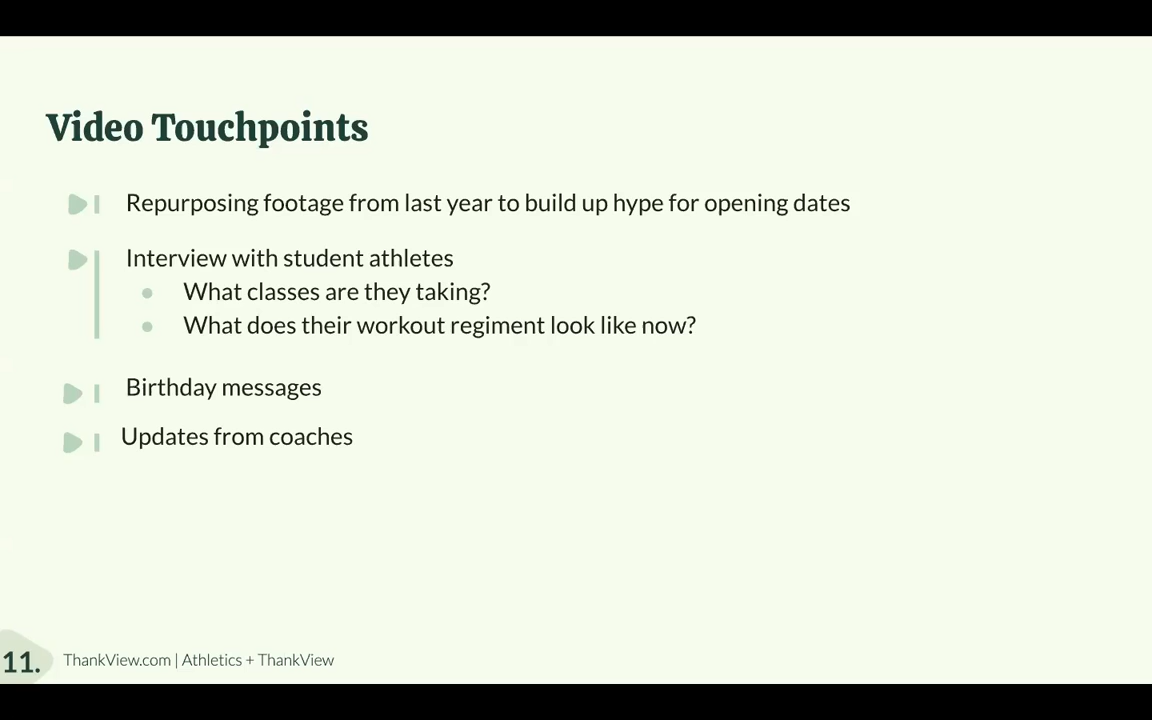 Video Touchpoints
Repurposing footage from last year to build up hype for opening dates
Interview with student athletes
What classes are they taking?
What does their workout regiment look like now?
Birthday messages
Updates from coaches
11. ThankView.com | Athletics + ThankView